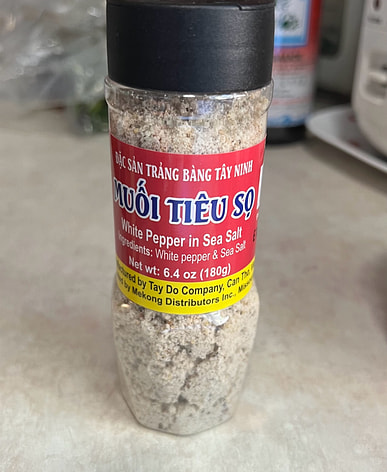 ĐẶC SẢN TRẢNG BÀNG TÂY NINH
MUỐI TIÊU SỌ
White Pepper in Sea Salt
Ingredients: White pepper & Sea Salt
Net wt: 6.4 oz (180g)
by Tay Do Company, Can Tho,
by Mekong Distributors Inc.,